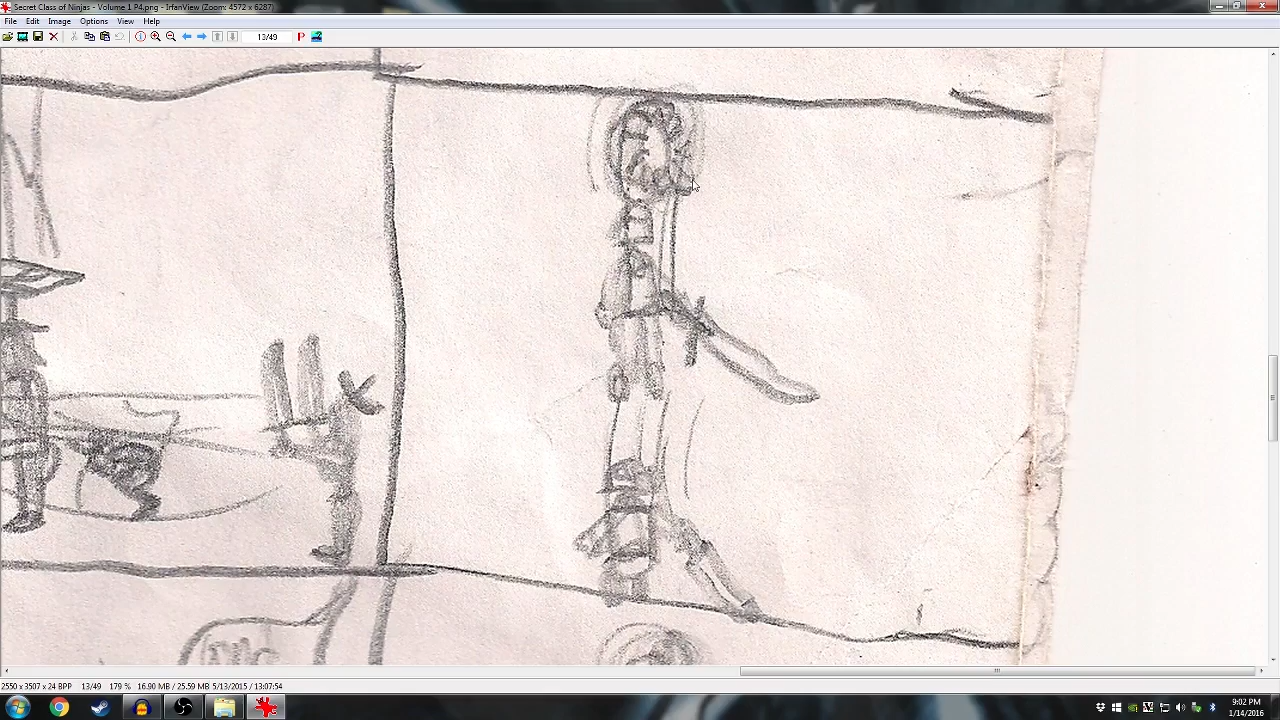 Secret Class of Ninjas - Volume 1 P4.png - IrfanView (Zoom: 4572 x 6287)
File Edit Image Options View Help
13/49
2550 x 3507 x 24 BPP 13/49 179 % 16.90 MB / 25.59 MB 5/13/2015 / 13:07:54
9:02 PM
1/14/2016